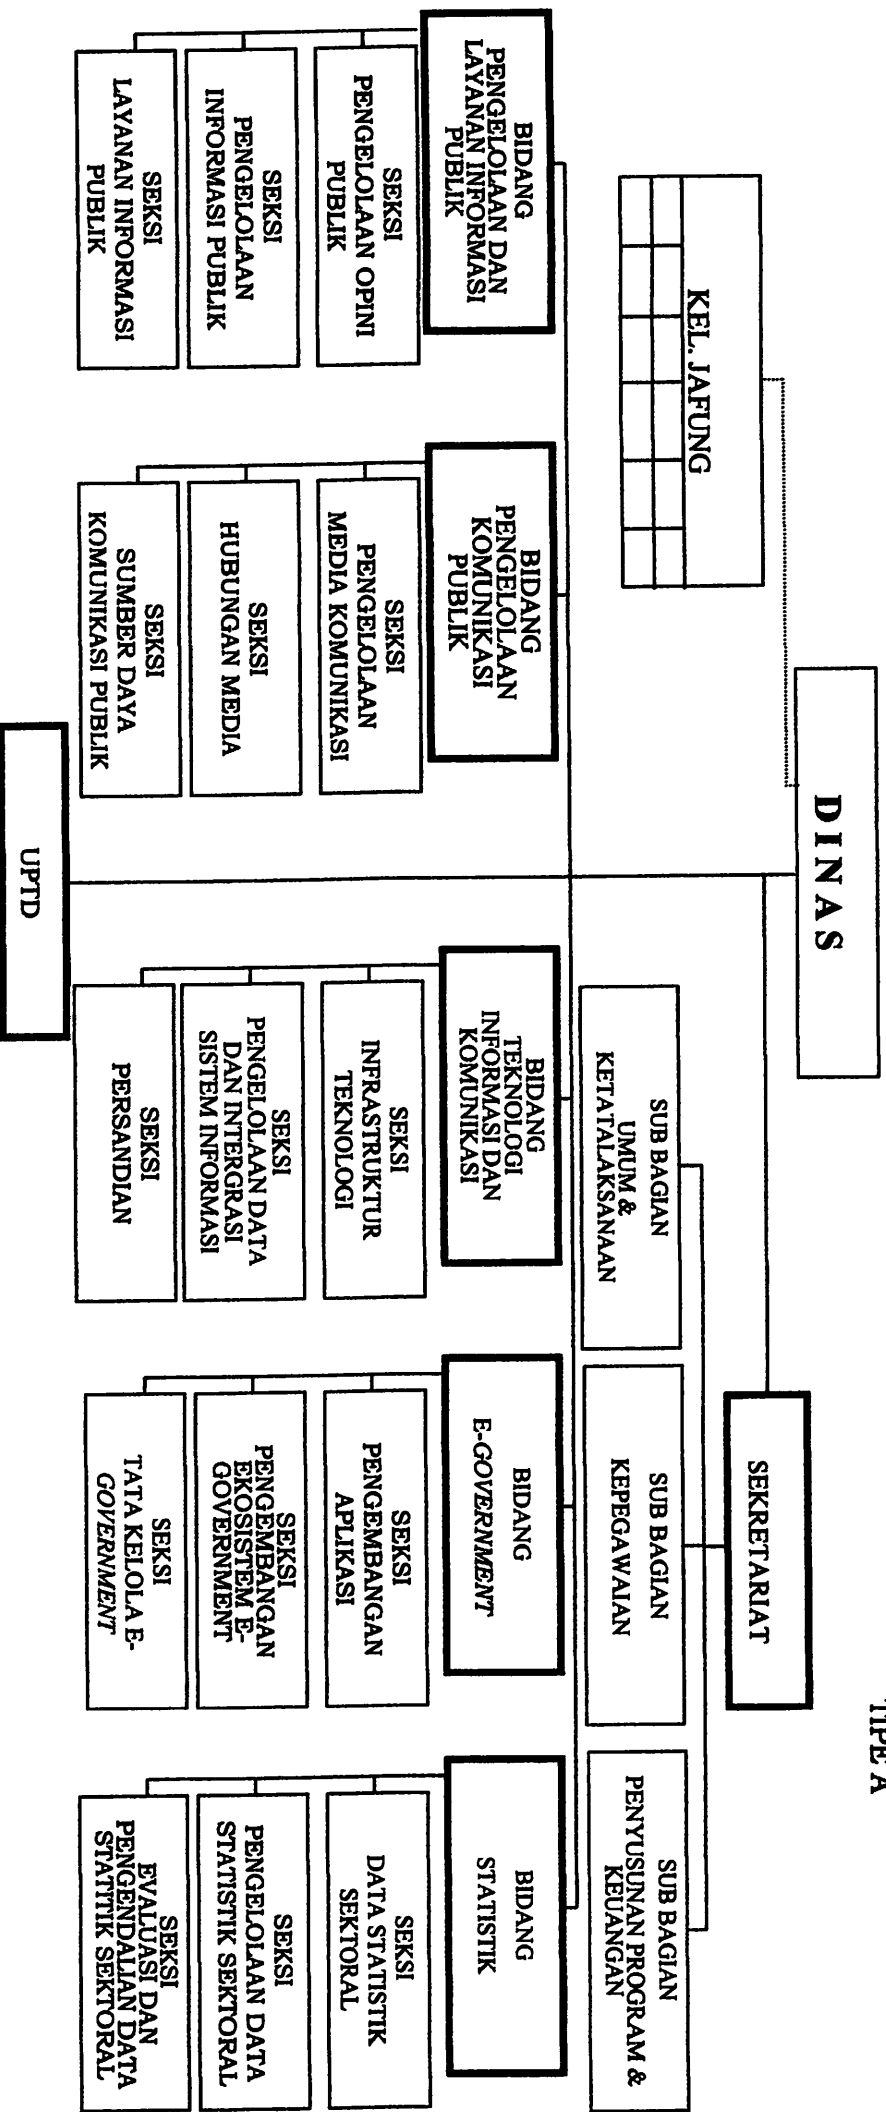 TIPE A
DINAS
KEL. JAFUNG
SEKRETARIAT
SUB BAGIAN
UMUM &
KETATALAKSANAAN
SUB BAGIAN
KEPEGAWAIAN
SUB BAGIAN
PENYUSUNAN PROGRAM &
KEUANGAN
BIDANG
PENGELOLAAN DAN
LAYANAN INFORMASI
PUBLIK
SEKSI
PENGELOLAAN OPINI
PUBLIK
SEKSI
PENGELOLAAN
INFORMASI PUBLIK
SEKSI
LAYANAN INFORMASI
PUBLIK
BIDANG
PENGELOLAAN
KOMUNIKASI
PUBLIK
SEKSI
PENGELOLAAN
MEDIA KOMUNIKASI
SEKSI
HUBUNGAN MEDIA
SEKSI
SUMBER DAYA
KOMUNIKASI PUBLIK
BIDANG
TEKNOLOGI
INFORMASI DAN
KOMUNIKASI
SEKSI
INFRASTRUKTUR
TEKNOLOGI
SEKSI
PENGELOLAAN DATA
DAN INTERGRASI
SISTEM INFORMASI
SEKSI
PERSANDIAN
BIDANG
E-GOVERNMENT
SEKSI
PENGEMBANGAN
APLIKASI
SEKSI
PENGEMBANGAN
EKOSISTEM E-
GOVERNMENT
SEKSI
TATA KELOLA E-
GOVERNMENT
BIDANG
STATISTIK
SEKSI
DATA STATISTIK
SEKTORAL
SEKSI
PENGELOLAAN DATA
STATISTIK SEKTORAL
SEKSI
EVALUASI DAN
PENGENDALIAN DATA
STATITIK SEKTORAL
UPTD